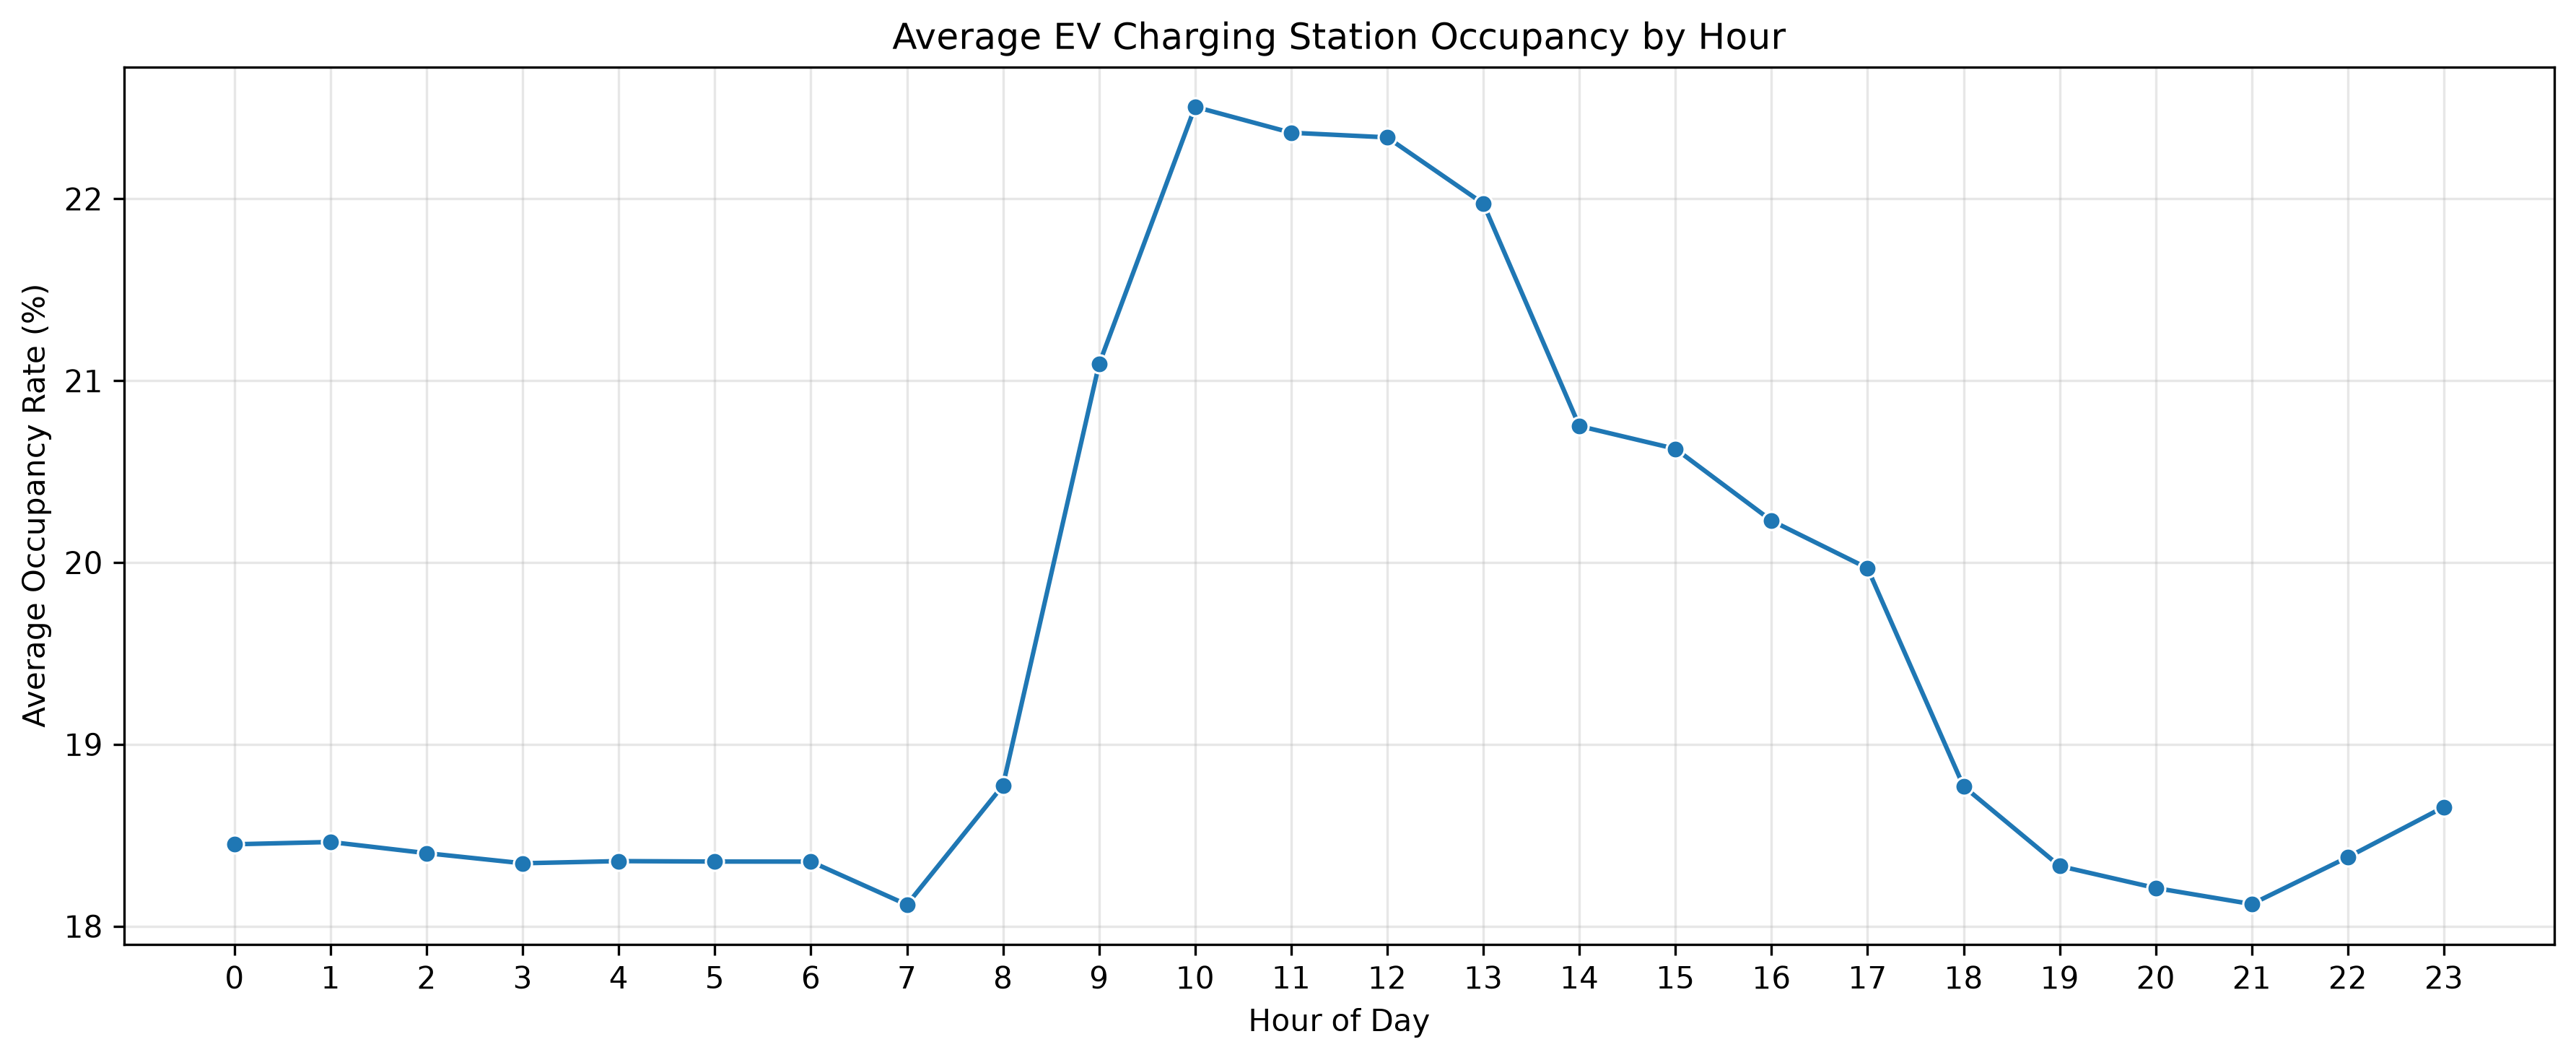 Average EV Charging Station Occupancy by Hour
Average Occupancy Rate (%)
22
21
20
19
18
0 1 2 3 4 5 6 7 8 9 10 11 12 13 14 15 16 17 18 19 20 21 22 23
Hour of Day